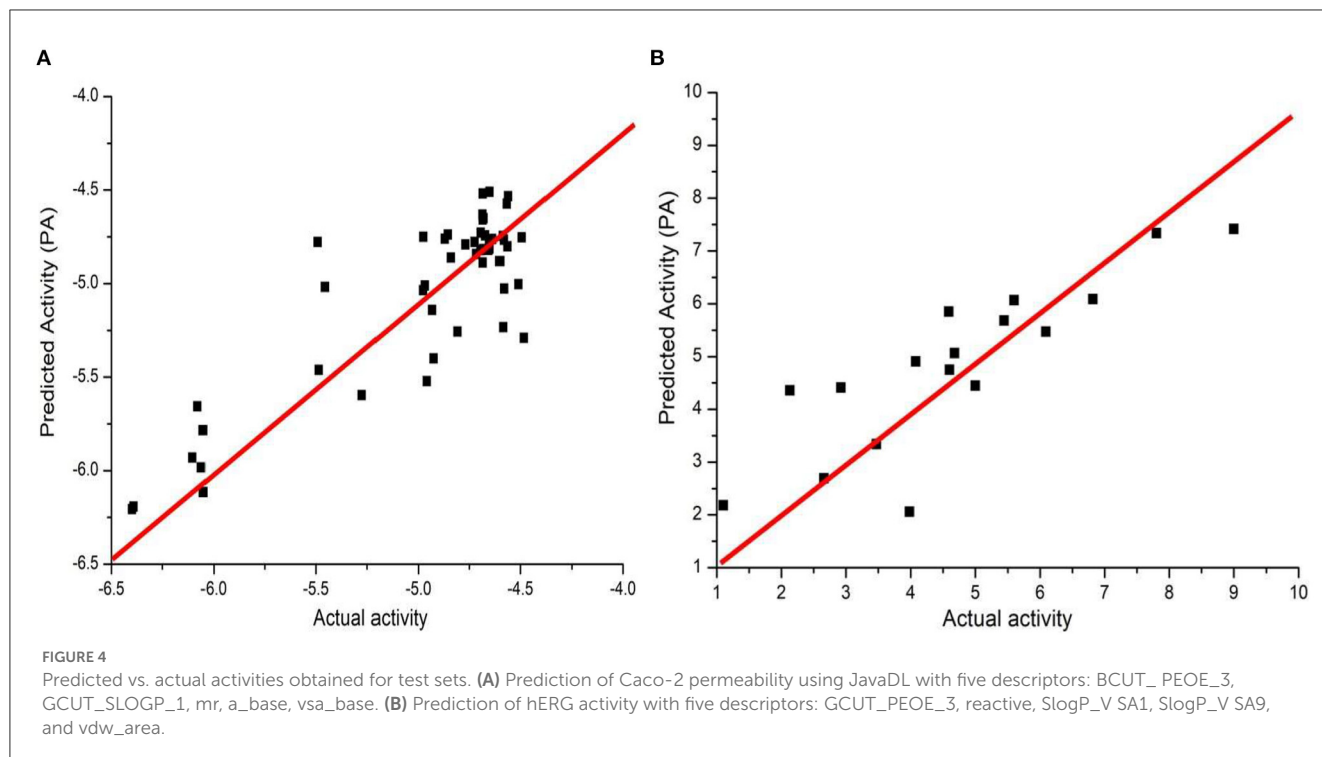 A
B
-4.0
-4.5
-5.0
-5.5
-6.0
-6.5
Predicted Activity (PA)
-6.5 -6.0 -5.5 -5.0 -4.5 -4.0
Actual activity
10
9
8
7
6
5
4
3
2
1
Predicted Activity (PA)
1 2 3 4 5 6 7 8 9 10
Actual activity
FIGURE 4
Predicted vs. actual activities obtained for test sets. (A) Prediction of Caco-2 permeability using JavaDL with five descriptors: BCUT_ PEOE_3,
GCUT_SLOGP_1, mr, a_base, vsa_base. (B) Prediction of hERG activity with five descriptors: GCUT_PEOE_3, reactive, SlogP_V SA1, SlogP_V SA9,
and vdw_area.